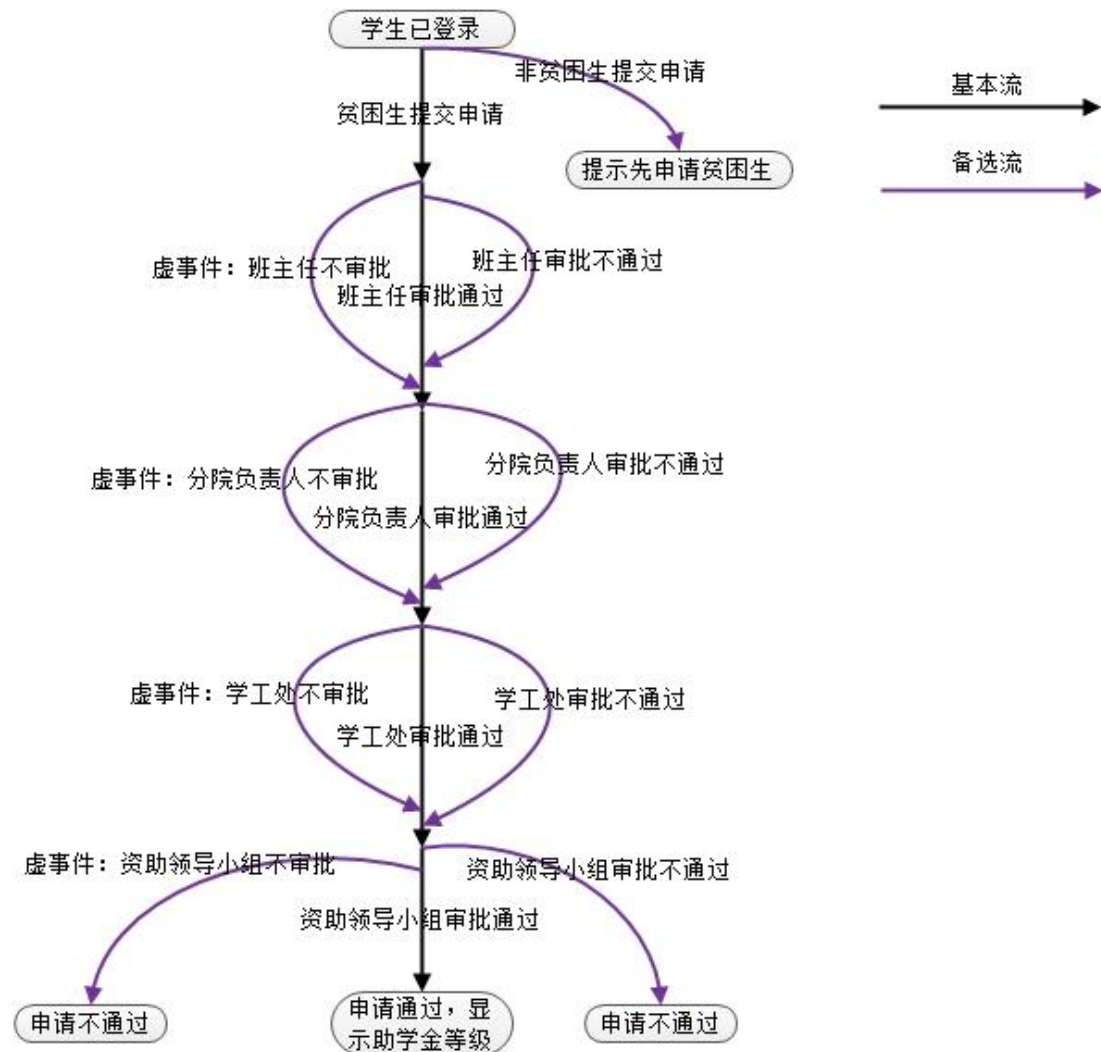 学生已登录
非贫困生提交申请
基本流
贫困生提交申请
提示先申请贫困生
备选流
虚事件：班主任不审批
班主任审批不通过
班主任审批通过
虚事件：分院负责人不审批
分院负责人审批不通过
分院负责人审批通过
虚事件：学工处不审批
学工处审批不通过
学工处审批通过
虚事件：资助领导小组不审批
资助领导小组审批不通过
资助领导小组审批通过
申请不通过
申请通过，显
示助学金等级
申请不通过